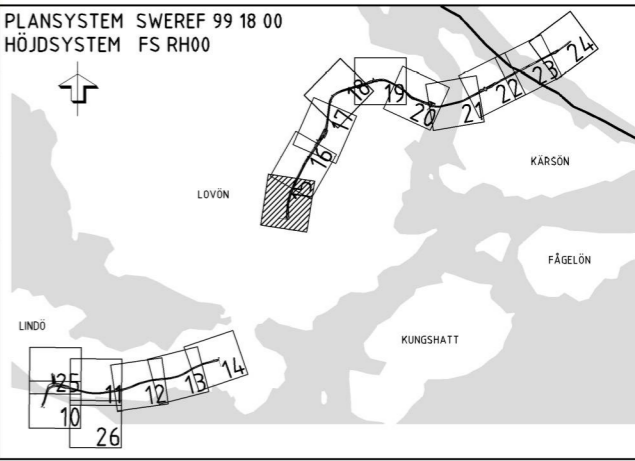 PLANSYSTEM SWEREF 99 18 00
HÖJDSYSTEM FS RH00
24
23
22
21
20
19
18
17
16
15
KÄRSÖN
LOVÖN
FÅGELÖN
LINDÖ
KUNGSHATT
14
13
12
11
25
10
26